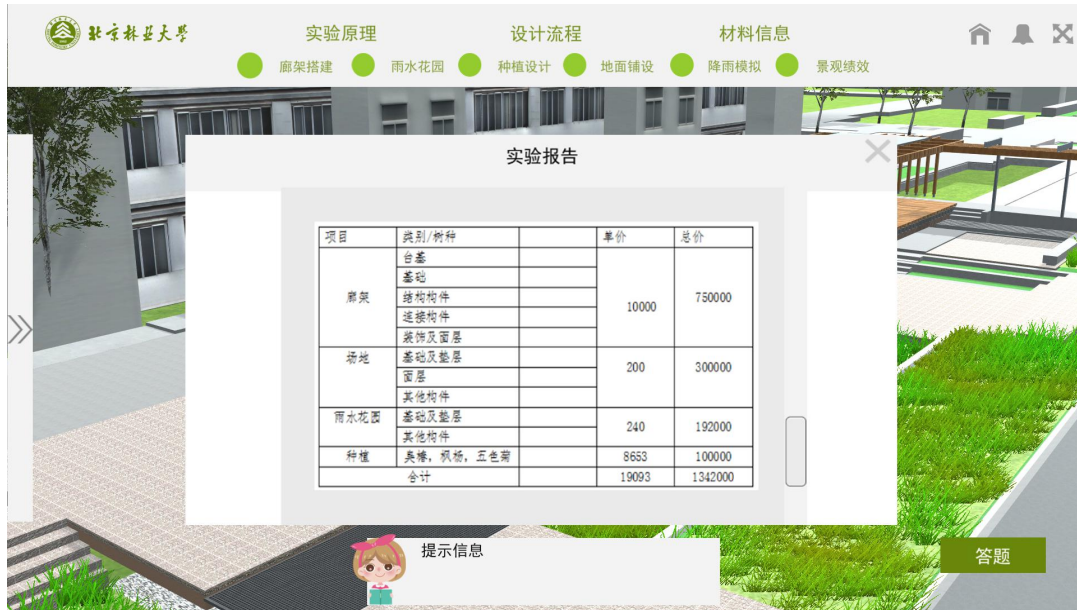 北京林业大学
实验原理 设计流程 材料信息
廊架搭建 雨水花园 种植设计 地面铺设 降雨模拟 景观绩效
实验报告
项目 类别/树种 单价 总价
廊架 台基 10000 750000
基础
结构构件
连接构件
装饰及面层
场地 基础及垫层 200 300000
面层
其他构件
雨水花园 基础及垫层 240 192000
其他构件
种植 臭椿，枫杨，五色菊 8653 100000
合计 19093 1342000
提示信息
答题